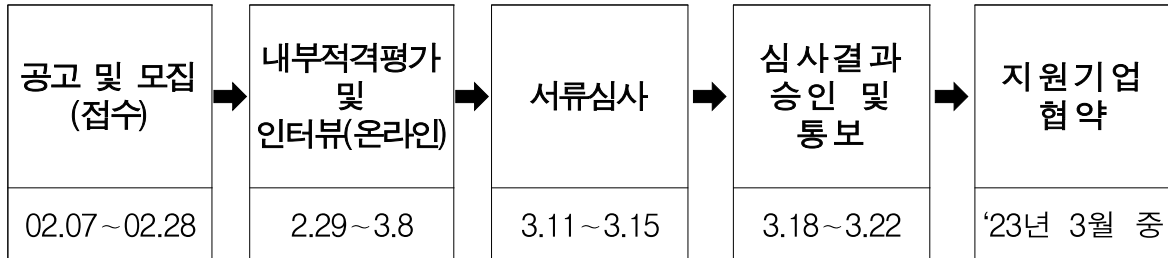 공고 및 모집
(접수)
02.07~02.28
내부적격평가
및
인터뷰(온라인)
2.29~3.8
서류심사
3.11~3.15
심사결과
승인 및
통보
3.18~3.22
지원기업
협약
‘23년 3월 중